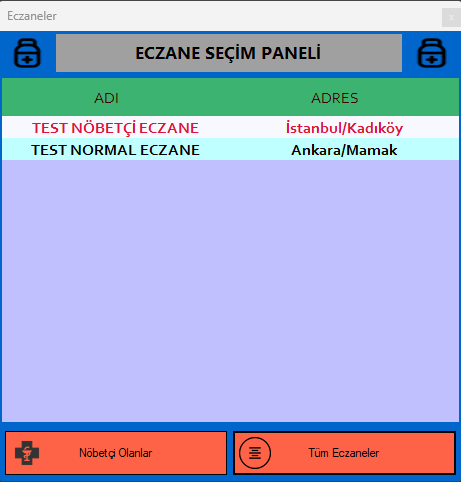 Eczaneler
ECZANE SEÇİM PANELİ
ADI ADRES
TEST NÖBETÇİ ECZANE İstanbul/Kadıköy
TEST NORMAL ECZANE Ankara/Mamak
Nöbetçi Olanlar Tüm Eczaneler